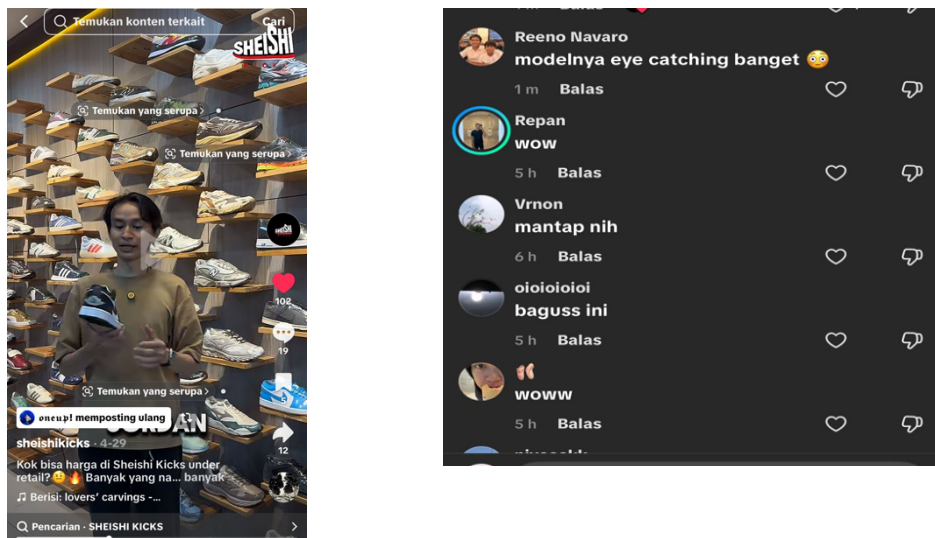 Temukan konten terkait
Cari
SHEISHI
Temukan yang serupa >
Temukan yang serupa >
SHEISHI
102
19
Temukan yang serupa >
oneup! memposting ulang
DAN
12
sheishikicks · 4-29
Kok bisa harga di Sheishi Kicks under
retail?😐🔥 Banyak yang na... banyak
Berisi: lovers' carvings -...
Pencarian · SHEISHI KICKS
Balas
Reeno Navaro
modelnya eye catching banget 😳
1 m Balas
Repan
wow
5 h Balas
Vrnon
mantap nih
6 h Balas
oioioioioi
baguss ini
5 h Balas
woww
5 h Balas